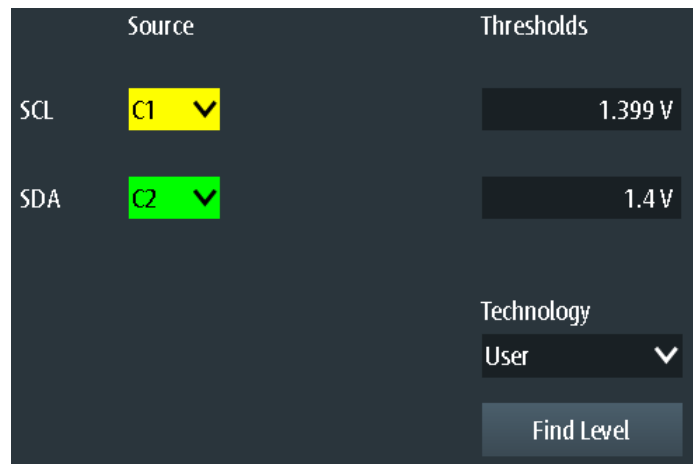 Source Thresholds
SCL C1 1.399 V
SDA C2 1.4 V
Technology
User
Find Level